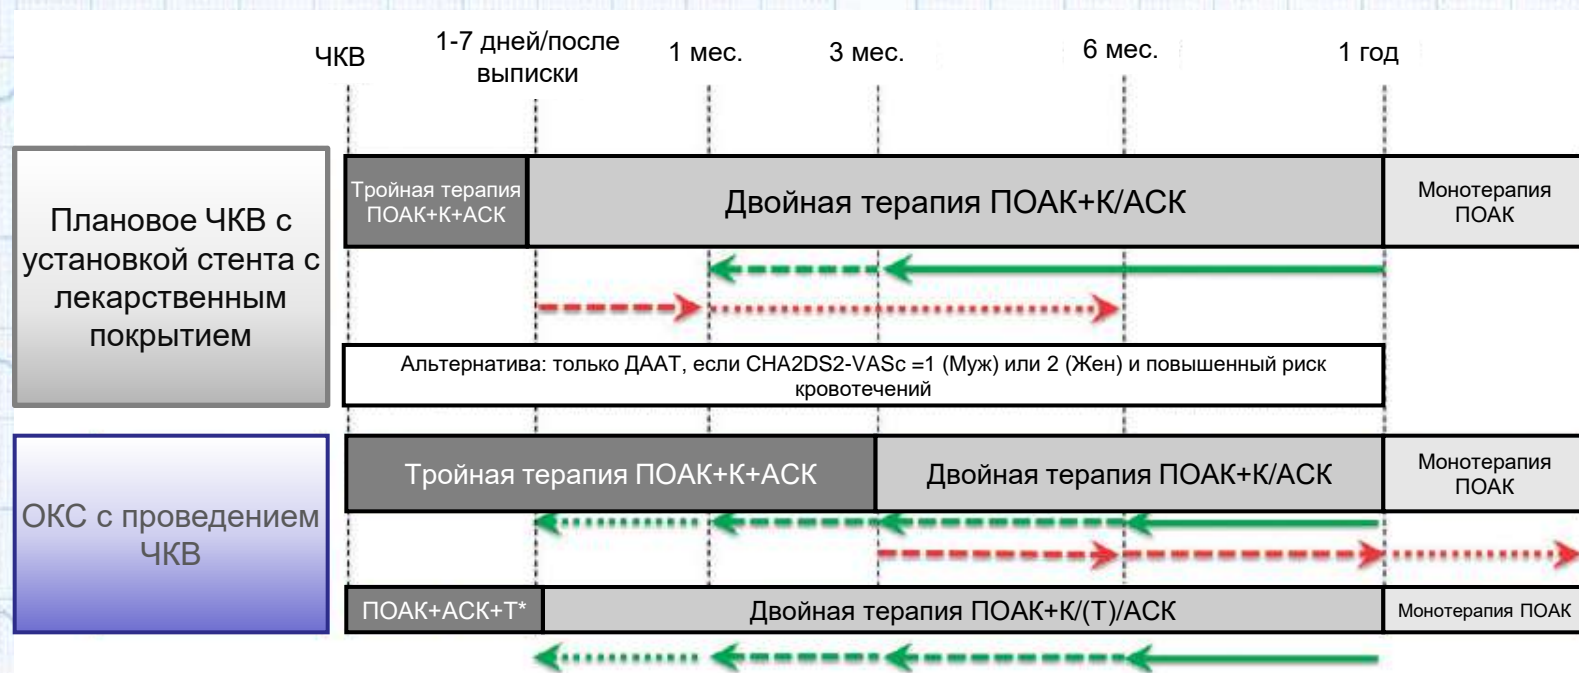 ЧКВ
1-7 дней/после
выписки
1 мес.
3 мес.
6 мес.
1 год
Плановое ЧКВ с
установкой стента с
лекарственным
покрытием
Тройная терапия
ПОАК+К+АСК
Двойная терапия ПОАК+К/АСК
Монотерапия
ПОАК
Альтернатива: только ДААТ, если CHA2DS2-VASc =1 (Муж) или 2 (Жен) и повышенный риск
кровотечений
ОКС с проведением
ЧКВ
Тройная терапия ПОАК+К+АСК
Двойная терапия ПОАК+К/АСК
Монотерапия
ПОАК
ПОАК+АСК+Т*
Двойная терапия ПОАК+К/(Т)/АСК
Монотерапия ПОАК